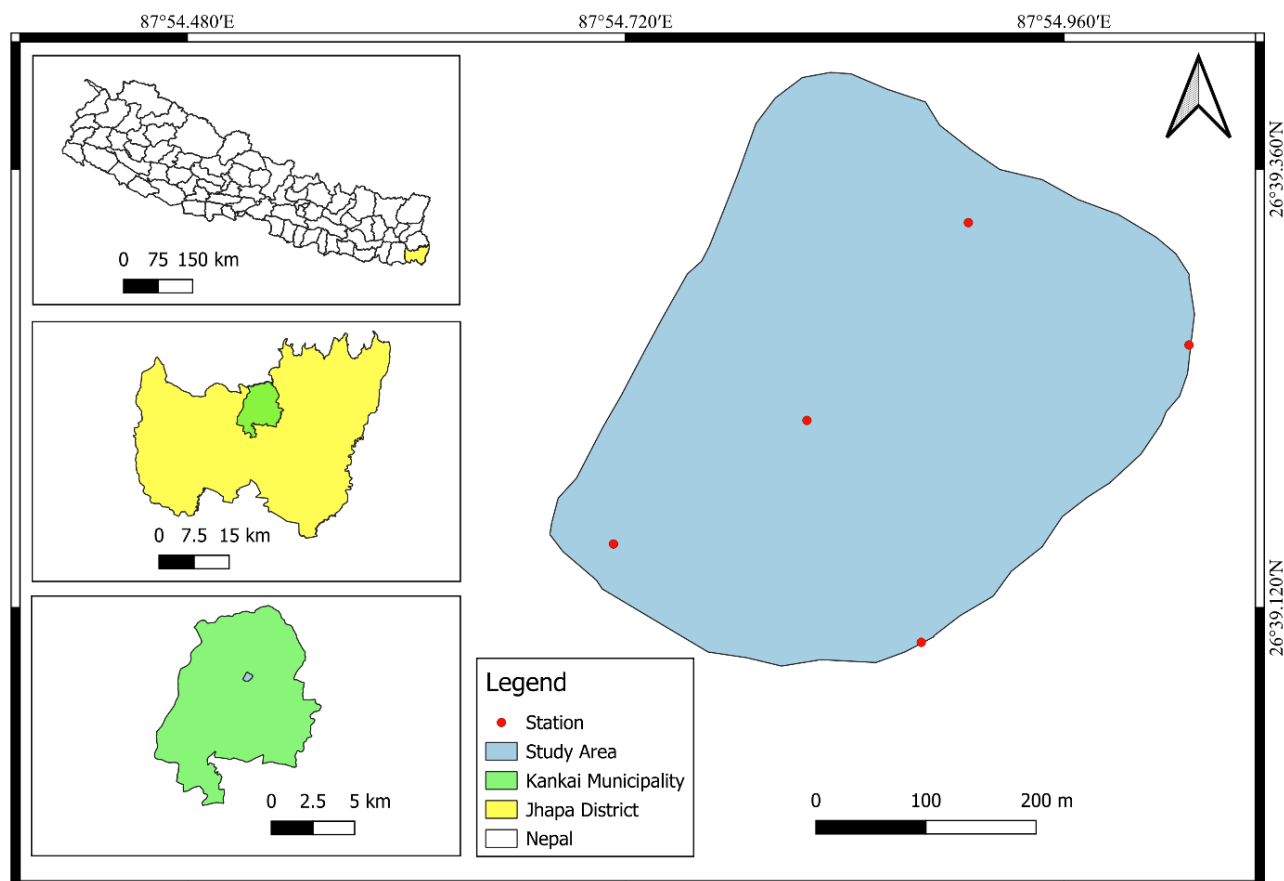 87°54.480′E 87°54.720′E 87°54.960′E
26°39.360′N
26°39.120′N
0 75 150 km
0 7.5 15 km
0 2.5 5 km
Legend
Station
Study Area
Kankai Municipality
Jhapa District
Nepal
0 100 200 m